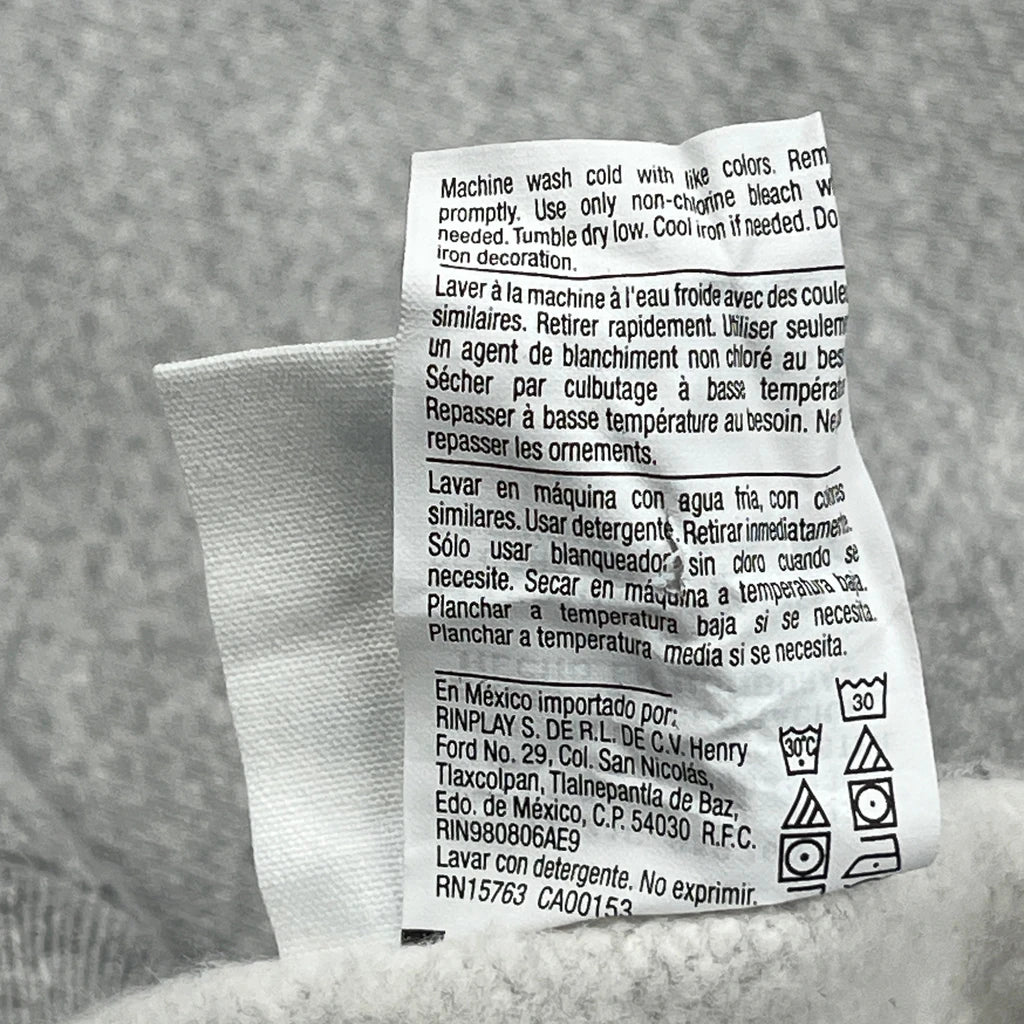 Machine wash cold with like colors. Rem
promptly. Use only non-chlorine bleach w
needed. Tumble dry low. Cool iron if needed. Do
iron decoration.
Laver à la machine à l'eau froide avec des coule
similaires. Retirer rapidement. Utiliser seulem
un agent de blanchiment non chloré au bes
Sécher par culbutage à basse températ
Repasser à basse température au besoin. Ne
repasser les ornements.
Lavar en máquina con agua fria, con colores
similares. Usar detergente. Retirar inmediatamente.
Sólo usar blanqueador sin cloro cuando se
necesite. Secar en máquina a temperatura baja.
Planchar a temperatura baja si se necesita.
Planchar a temperatura media si se necesita.
En México importado por:
RINPLAY S. DE R.L. DE C.V. Henry
Ford No. 29, Col. San Nicolás,
Tlaxcolpan, Tlalnepantla de Baz,
Edo. de México, C.P. 54030 R.F.C.
RIN980806AE9
Lavar con detergente. No exprimir.
RN15763 CA00153
30
30°C